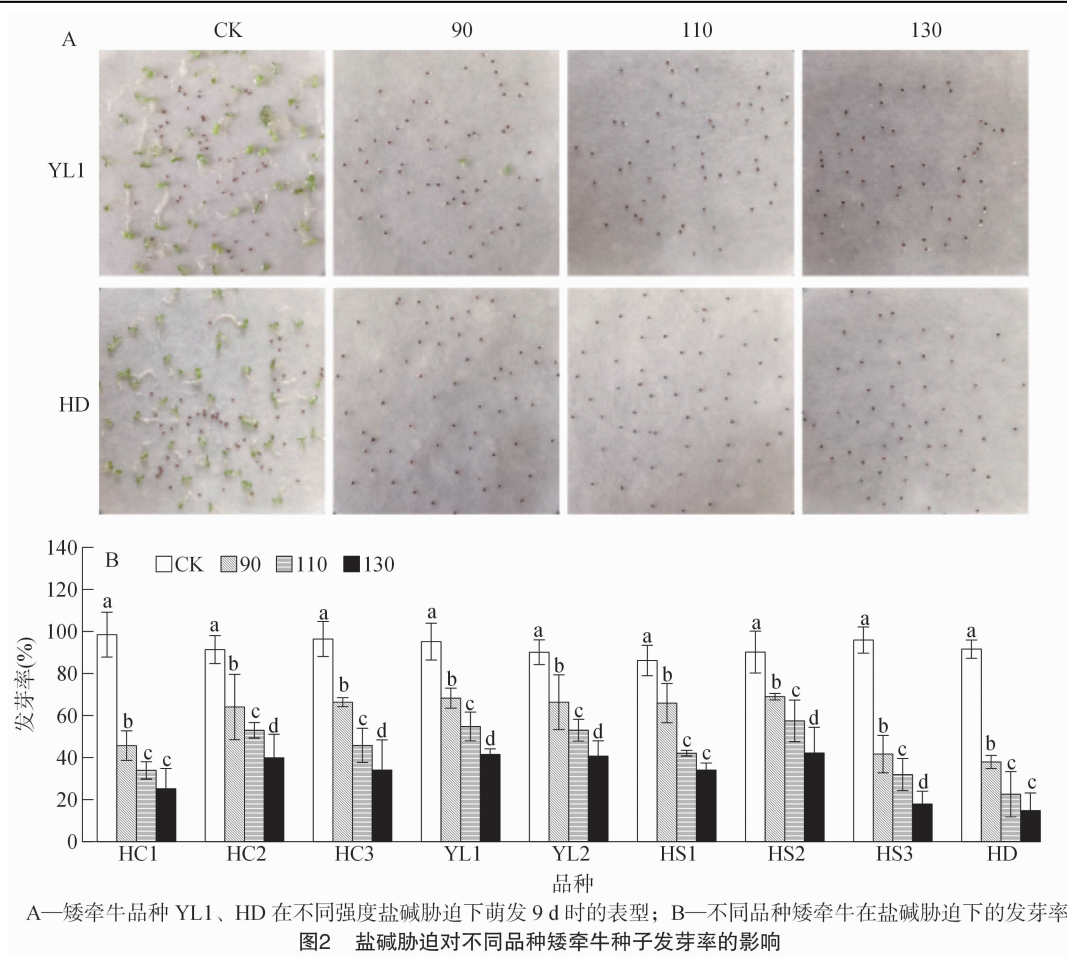 A CK 90 110 130
YL1
HD
140 B CK 90 110 130
120
100
80
60
40
20
0
发芽率(%)
a b c c a b c d a b c d a b c d a b c d a b c c a b c d a b c d a b c c
HC1 HC2 HC3 YL1 YL2 HS1 HS2 HS3 HD
品种
A—矮牵牛品种 YL1、HD 在不同强度盐碱胁迫下萌发 9 d 时的表型；B—不同品种矮牵牛在盐碱胁迫下的发芽率
图2 盐碱胁迫对不同品种矮牵牛种子发芽率的影响